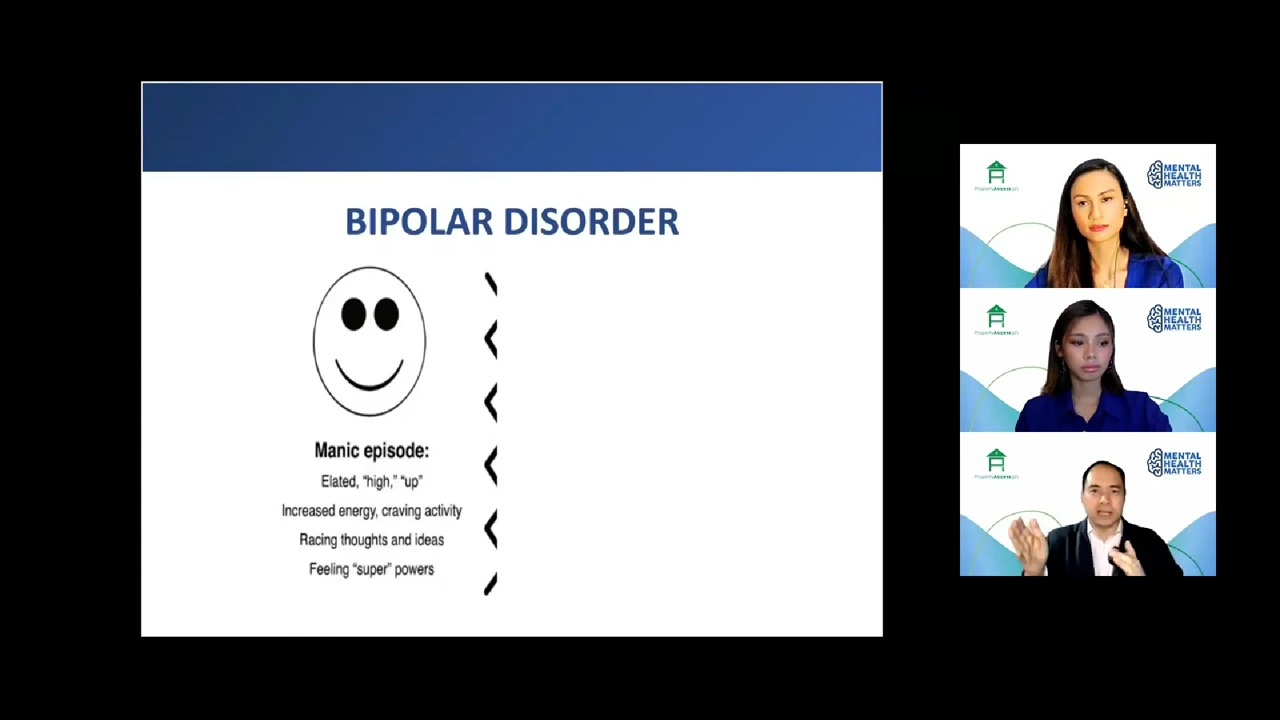 BIPOLAR DISORDER
Manic episode:
Elated, “high,” “up”
Increased energy, craving activity
Racing thoughts and ideas
Feeling “super” powers
MENTAL
HEALTH
MATTERS
MENTAL
HEALTH
MATTERS
MENTAL
HEALTH
MATTERS